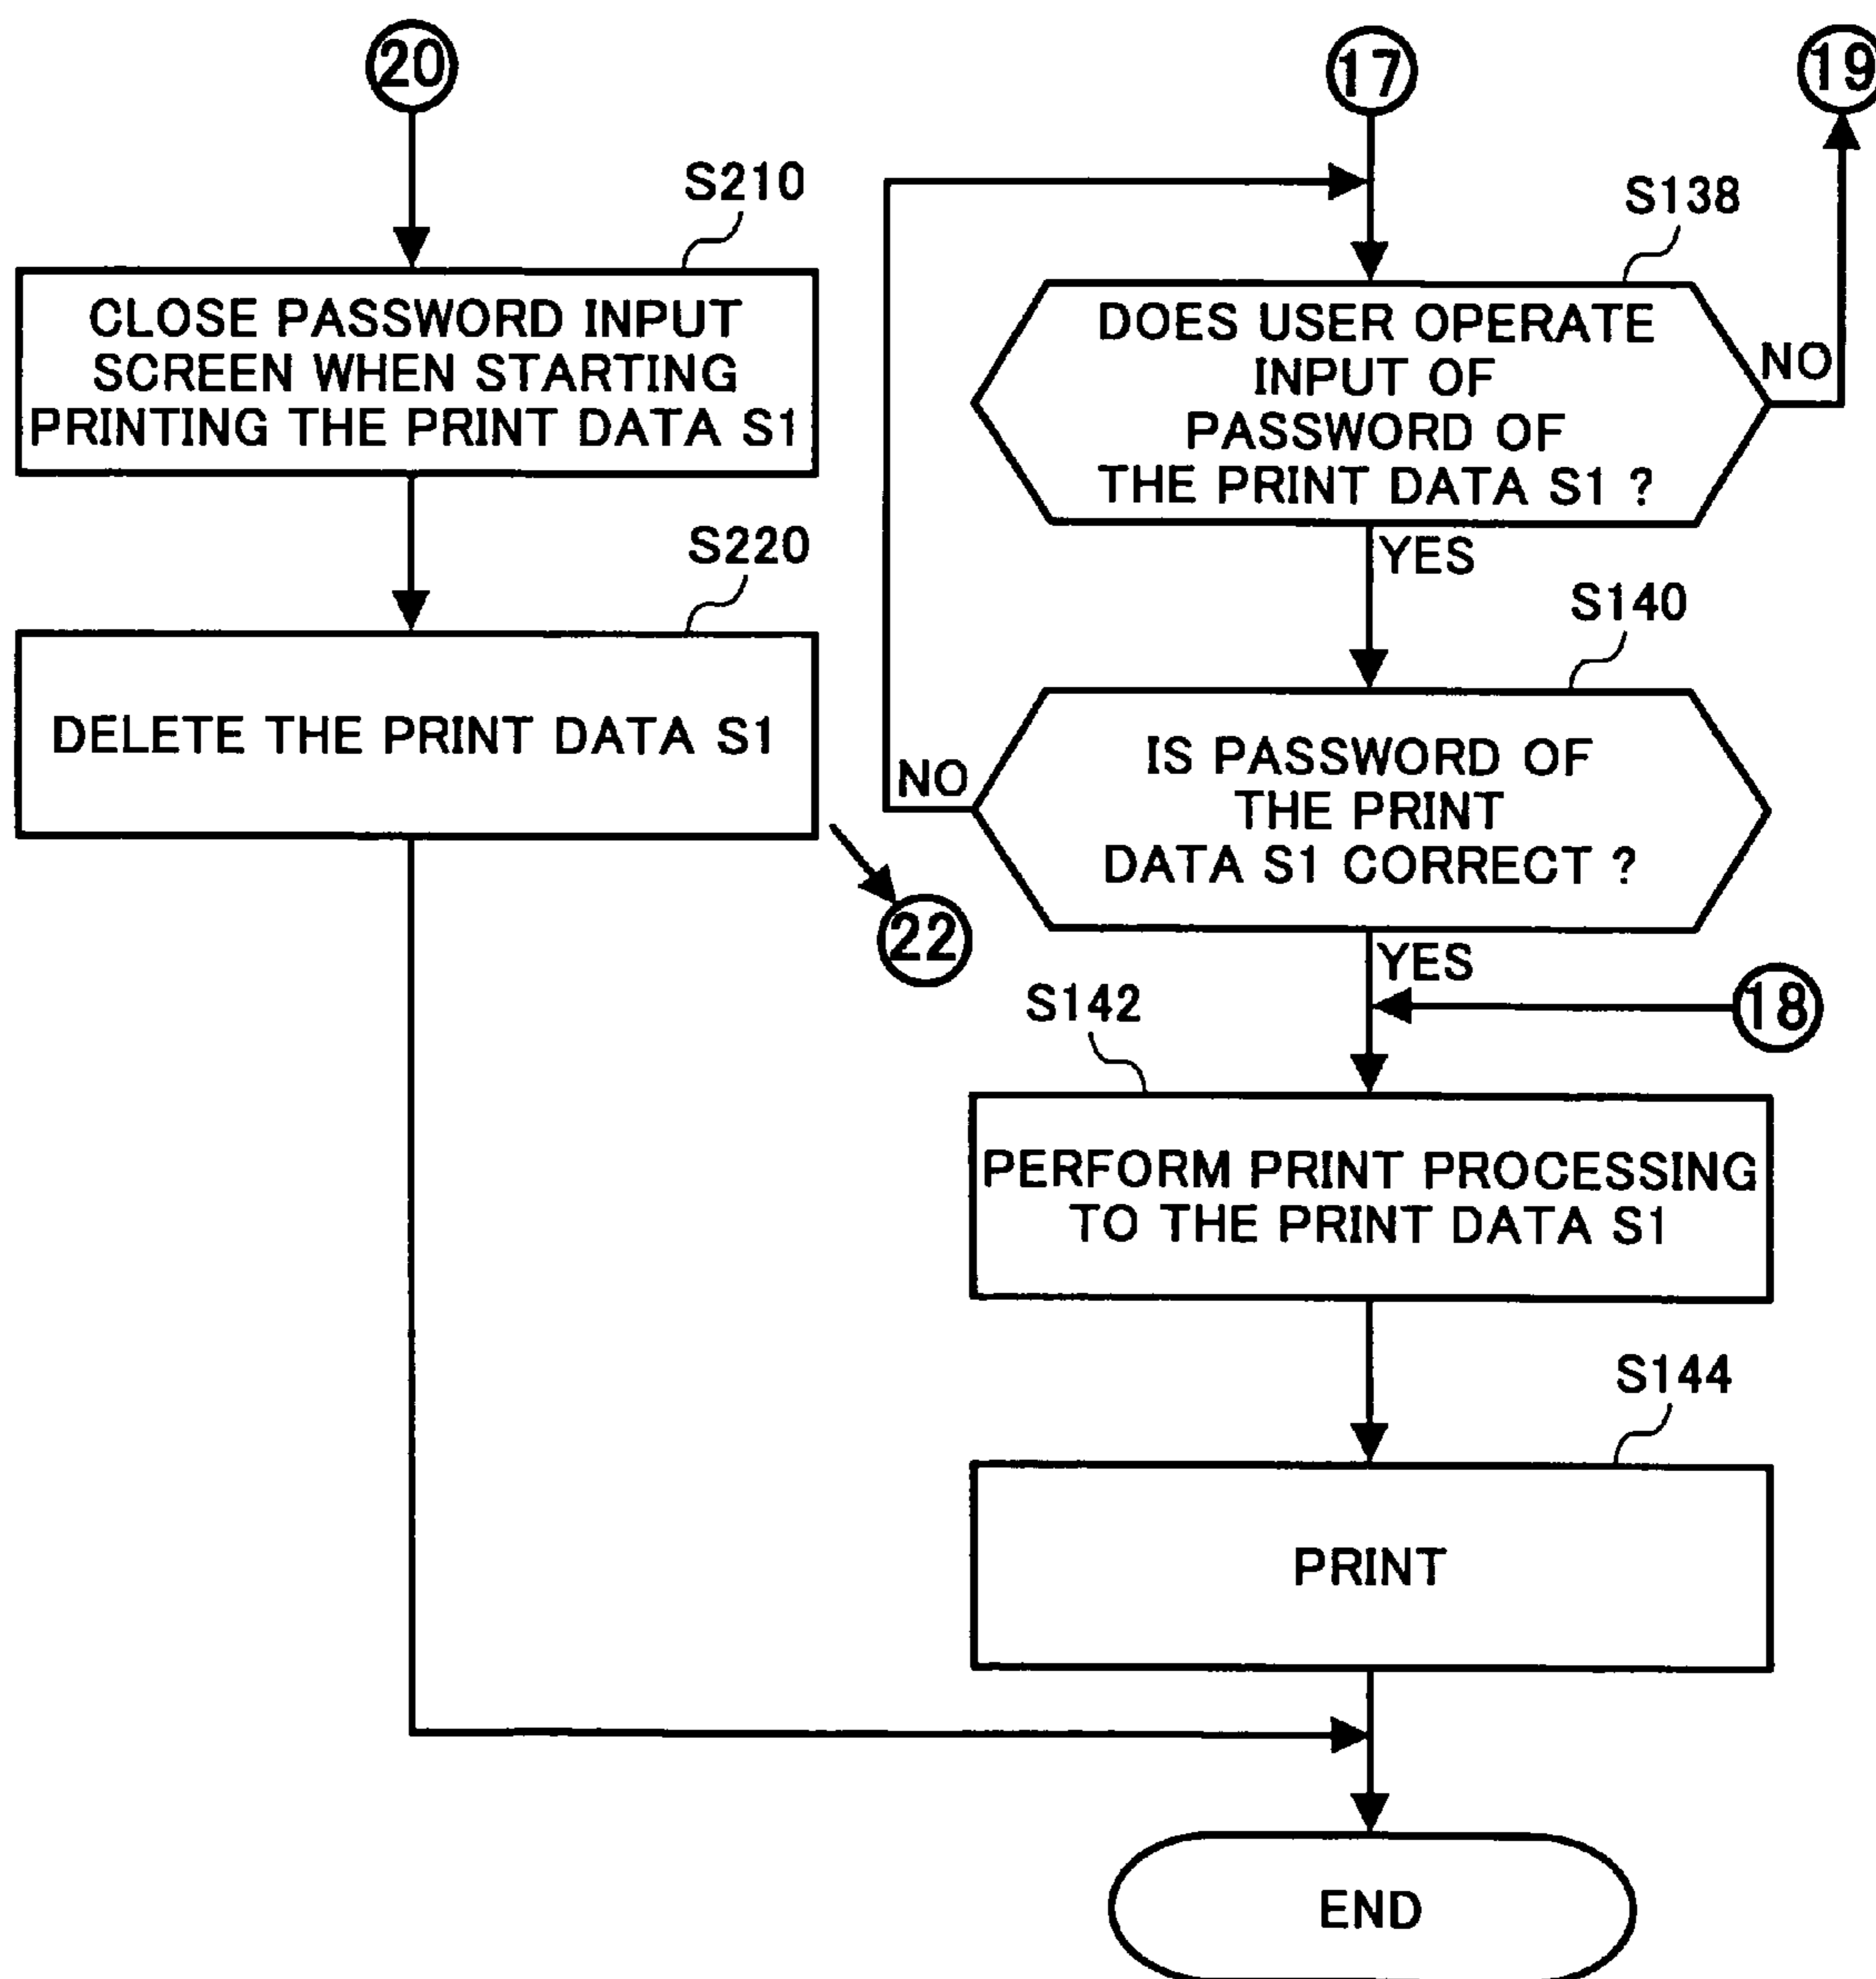 20
S210
CLOSE PASSWORD INPUT
SCREEN WHEN STARTING
PRINTING THE PRINT DATA S1
S220
DELETE THE PRINT DATA S1
22
17
19
S138
DOES USER OPERATE
INPUT OF
PASSWORD OF
THE PRINT DATA S1 ?
NO
YES
S140
IS PASSWORD OF
THE PRINT
DATA S1 CORRECT ?
NO
YES
18
S142
PERFORM PRINT PROCESSING
TO THE PRINT DATA S1
S144
PRINT
END